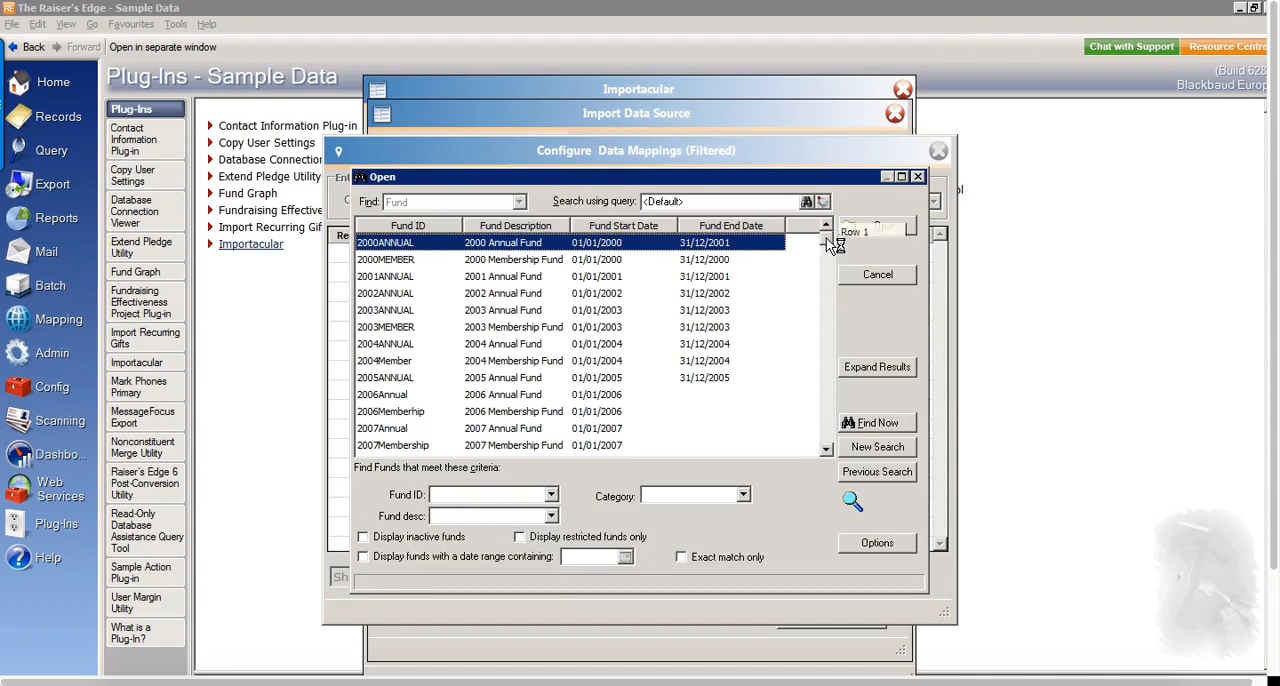 The Raiser's Edge - Sample Data
File Edit View Go Favourites Tools Help
Back Forward Open in separate window
Chat with Support Resource Centre
Home
Records
Query
Export
Reports
Mail
Batch
Mapping
Admin
Config
Scanning
Dashbo...
Web
Services
Plug-Ins
Help
Plug-Ins - Sample Data
(Build 628
Blackbaud Europ
Plug-Ins
Contact
Information
Plug-in
Copy User
Settings
Database
Connection
Viewer
Extend Pledge
Utility
Fund Graph
Fundraising
Effectiveness
Project Plug-in
Import Recurring
Gifts
Importacular
Mark Phones
Primary
MessageFocus
Export
Nonconstituent
Merge Utility
Raiser's Edge 6
Post-Conversion
Utility
Read-Only
Database
Assistance Query
Tool
Sample Action
Plug-in
User Margin
Utility
What is a
Plug-In?
Contact Information Plug-in
Copy User Settings
Database Connection
Extend Pledge Utility
Fund Graph
Fundraising Effective
Import Recurring Gif
Importacular
Importacular
Import Data Source
Configure Data Mappings (Filtered)
Ent
Re
Sh
Open
Find: Fund
Search using query: <Default>
Fund ID Fund Description Fund Start Date Fund End Date
2000ANNUAL 2000 Annual Fund 01/01/2000 31/12/2001
2000MEMBER 2000 Membership Fund 01/01/2000 31/12/2000
2001ANNUAL 2001 Annual Fund 01/01/2001 31/12/2001
2002ANNUAL 2002 Annual Fund 01/01/2002 31/12/2002
2003ANNUAL 2003 Annual Fund 01/01/2003 31/12/2003
2003MEMBER 2003 Membership Fund 01/01/2003 31/12/2003
2004ANNUAL 2004 Annual Fund 01/01/2004 31/12/2004
2004Member 2004 Membership Fund 01/01/2004 31/12/2004
2005ANNUAL 2005 Annual Fund 01/01/2005 31/12/2005
2006Annual 2006 Annual Fund 01/01/2006
2006Memberhip 2006 Membership Fund 01/01/2006
2007Annual 2007 Annual Fund 01/01/2007
2007Membership 2007 Membership Fund 01/01/2007
Open
Row 1
Cancel
Expand Results
Find Now
New Search
Previous Search
Options
Find Funds that meet these criteria:
Fund ID:
Category:
Fund desc:
Display inactive funds
Display restricted funds only
Display funds with a date range containing:
Exact match only